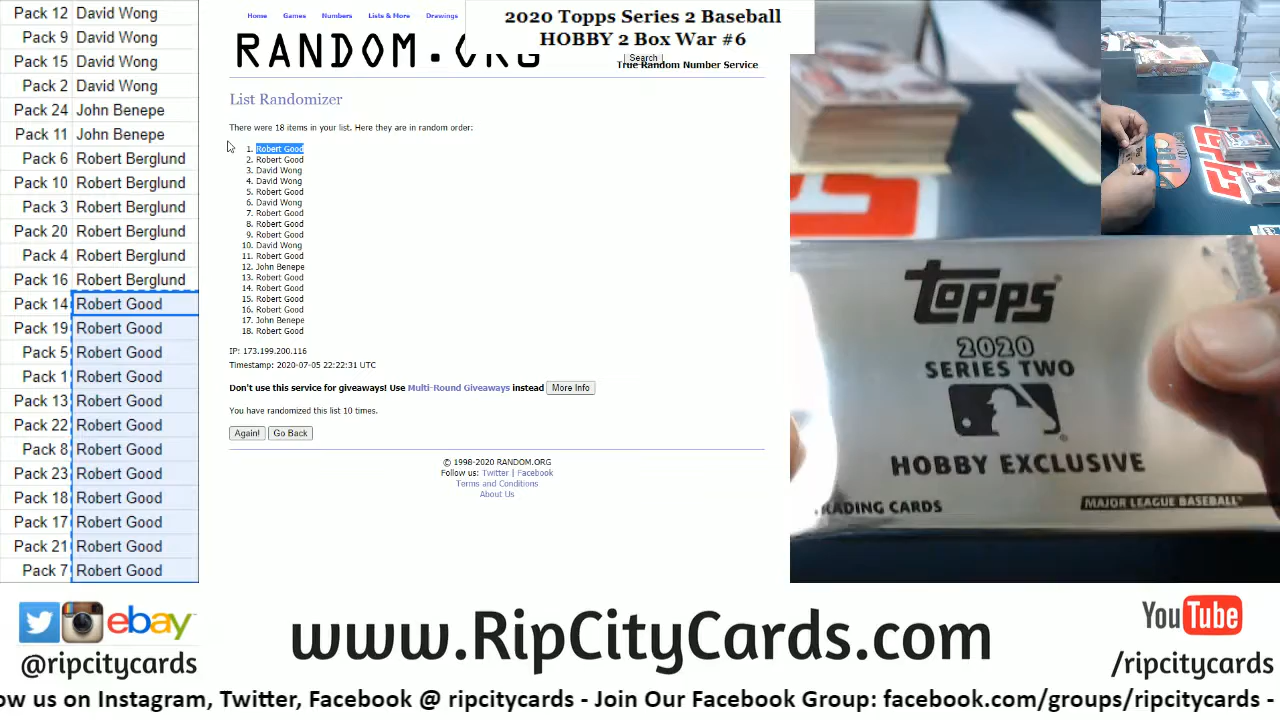 Pack 12 David Wong
Pack 9 David Wong
Pack 15 David Wong
Pack 2 David Wong
Pack 24 John Benepe
Pack 11 John Benepe
Pack 6 Robert Berglund
Pack 10 Robert Berglund
Pack 3 Robert Berglund
Pack 20 Robert Berglund
Pack 4 Robert Berglund
Pack 16 Robert Berglund
Pack 14 Robert Good
Pack 19 Robert Good
Pack 5 Robert Good
Pack 1 Robert Good
Pack 13 Robert Good
Pack 22 Robert Good
Pack 8 Robert Good
Pack 23 Robert Good
Pack 18 Robert Good
Pack 17 Robert Good
Pack 21 Robert Good
Pack 7 Robert Good
Home Games Numbers Lists & More Drawings
2020 Topps Series 2 Baseball
HOBBY 2 Box War #6
RANDOM.ORG
Search
True Random Number Service
List Randomizer
There were 18 items in your list. Here they are in random order:
1. Robert Good
2. Robert Good
3. David Wong
4. David Wong
5. Robert Good
6. David Wong
7. Robert Good
8. Robert Good
9. Robert Good
10. David Wong
11. Robert Good
12. John Benepe
13. Robert Good
14. Robert Good
15. Robert Good
16. Robert Good
17. John Benepe
18. Robert Good
IP: 173.199.200.116
Timestamp: 2020-07-05 22:22:31 UTC
Don't use this service for giveaways! Use Multi-Round Giveaways instead More Info
You have randomized this list 10 times.
Again! Go Back
© 1998-2020 RANDOM.ORG
Follow us: Twitter | Facebook
Terms and Conditions
About Us
topps
2020
SERIES TWO
HOBBY EXCLUSIVE
RADING CARDS MAJOR LEAGUE BASEBALL
ebay
@ripcitycards
www.RipCityCards.com
YouTube
/ripcitycards
ow us on Instagram, Twitter, Facebook @ ripcitycards - Join Our Facebook Group: facebook.com/groups/ripcitycards -